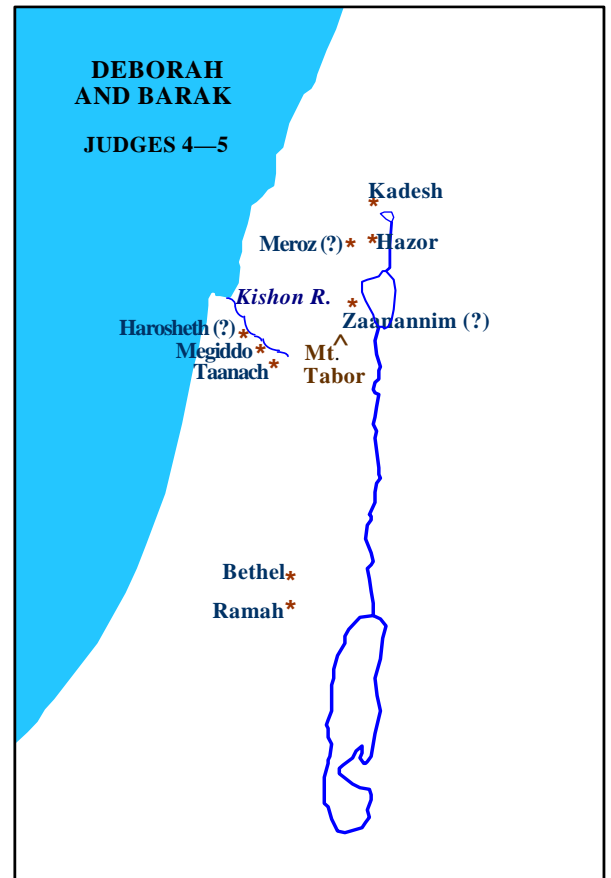 DEBORAH
AND BARAK
JUDGES 4—5
Kadesh
*
Meroz (?) *
* Hazor
Kishon R.
*
Zaanannim (?)
Harosheth (?) *
^
Megiddo *
Mt.
Taanach *
Tabor
Bethel *
Ramah *